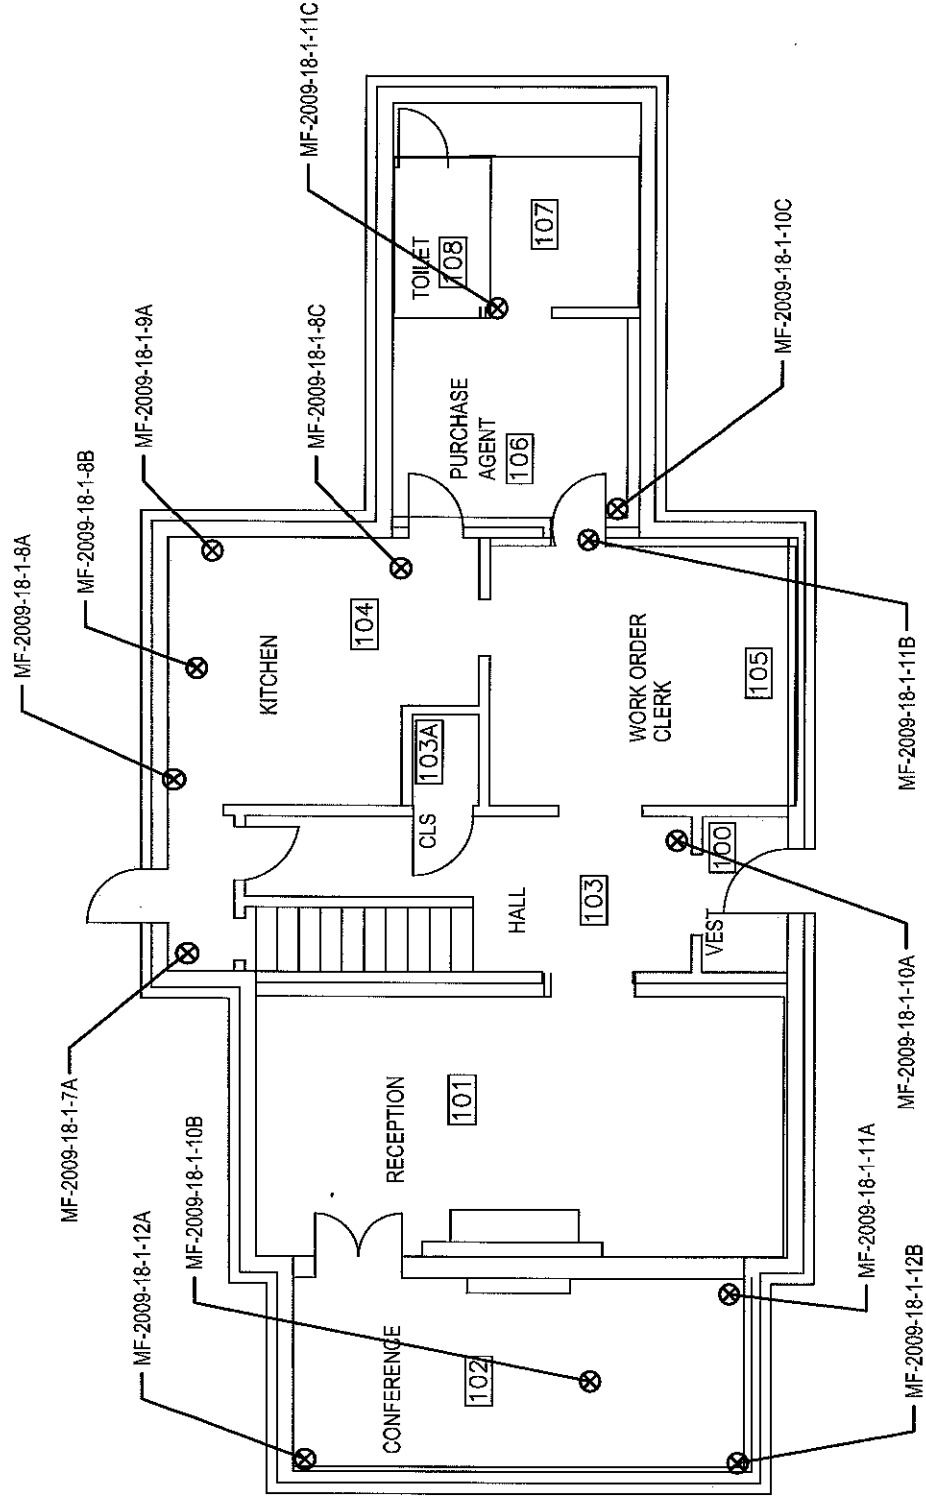 MF-2009-18-1-11C
MF-2009-18-1-9A
MF-2009-18-1-8B
MF-2009-18-1-8A
MF-2009-18-1-8C
MF-2009-18-1-10C
TOILET
108
107
PURCHASE
AGENT
106
KITCHEN
104
CLS
103A
WORK ORDER
CLERK
105
MF-2009-18-1-11B
HALL
103
VEST
100
MF-2009-18-1-10A
MF-2009-18-1-7A
RECEPTION
101
MF-2009-18-1-12A
MF-2009-18-1-10B
CONFERENCE
102
MF-2009-18-1-11A
MF-2009-18-1-12B